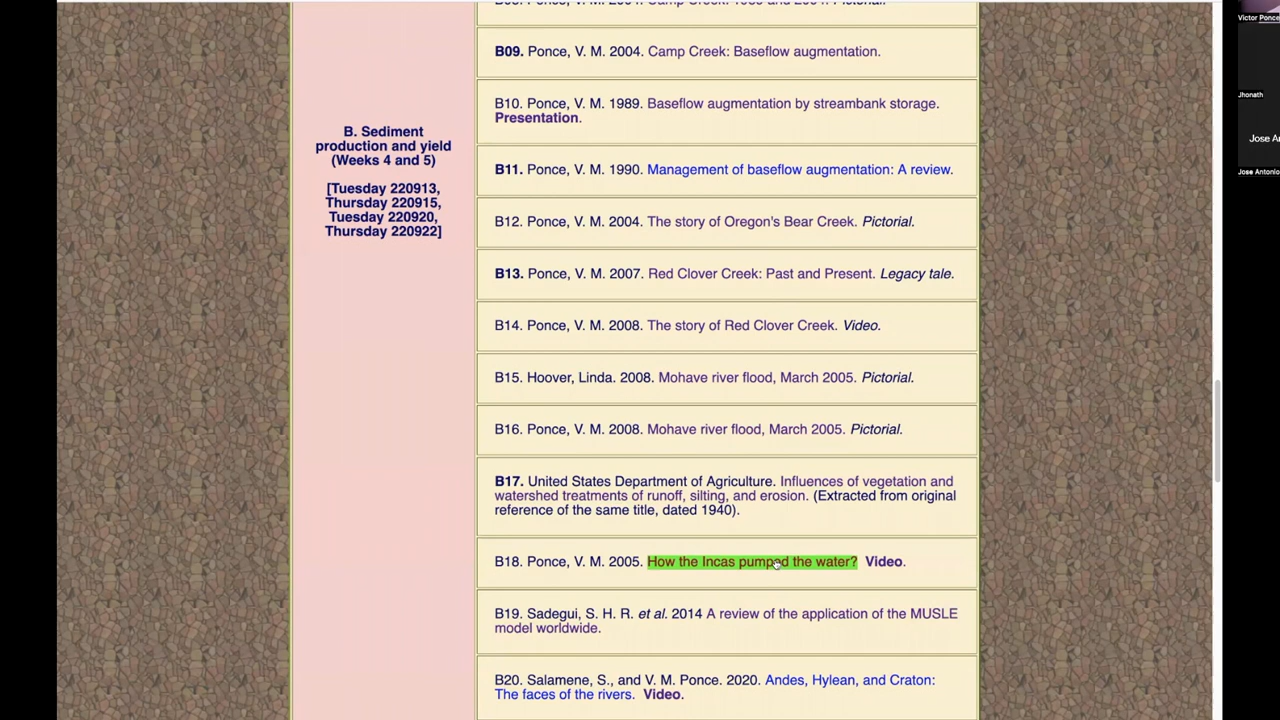 B. Sediment
production and yield
(Weeks 4 and 5)
[Tuesday 220913,
Thursday 220915,
Tuesday 220920,
Thursday 220922]
B09. Ponce, V. M. 2004. Camp Creek: Baseflow augmentation.
B10. Ponce, V. M. 1989. Baseflow augmentation by streambank storage.
Presentation.
B11. Ponce, V. M. 1990. Management of baseflow augmentation: A review.
B12. Ponce, V. M. 2004. The story of Oregon's Bear Creek. Pictorial.
B13. Ponce, V. M. 2007. Red Clover Creek: Past and Present. Legacy tale.
B14. Ponce, V. M. 2008. The story of Red Clover Creek. Video.
B15. Hoover, Linda. 2008. Mohave river flood, March 2005. Pictorial.
B16. Ponce, V. M. 2008. Mohave river flood, March 2005. Pictorial.
B17. United States Department of Agriculture. Influences of vegetation and
watershed treatments of runoff, silting, and erosion. (Extracted from original
reference of the same title, dated 1940).
B18. Ponce, V. M. 2005. How the Incas pumped the water? Video.
B19. Sadegui, S. H. R. et al. 2014 A review of the application of the MUSLE
model worldwide.
B20. Salamene, S., and V. M. Ponce. 2020. Andes, Hylean, and Craton:
The faces of the rivers. Video.
Victor Ponce
Jhonath
Jose An
Jose Antonio